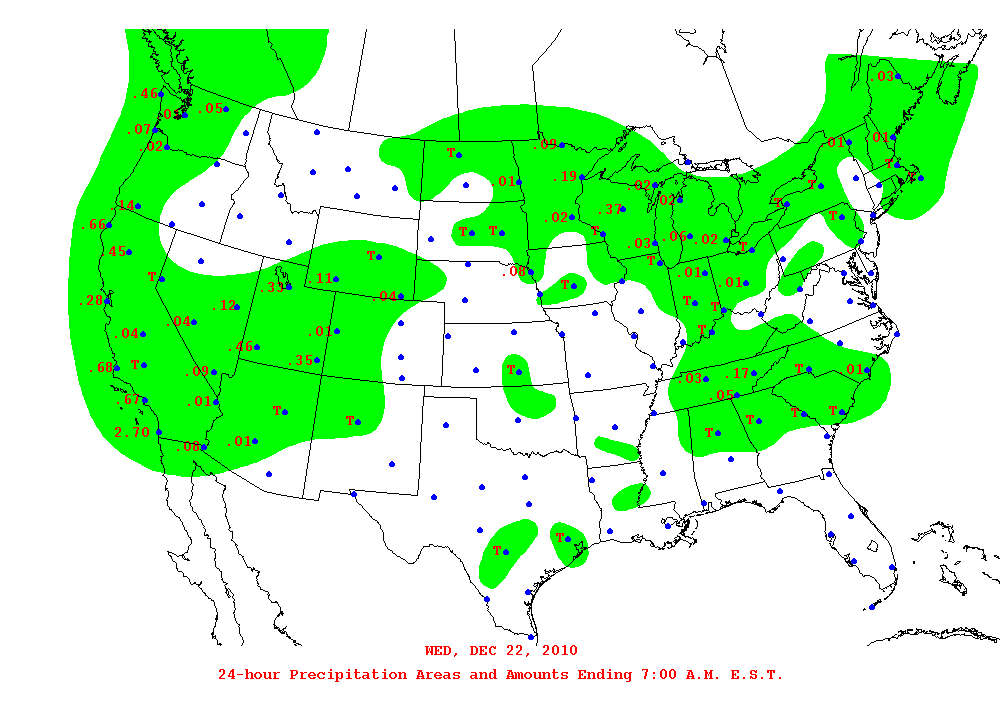 .03
.46
.05
.07
.01
.01
.09
.02
T
T
.19
.01
.02
T
T
.02
.14
.37
T
.02
T
.66
T
T
.06
.02
.03
T
45
T
T
.08
.01
T
.11
.01
T
.33
.04
.28
T
.12
T
.04
.01
T
.04
.46
.35
T
.68
.09
T
T
01
.17
.03
.05
.67
.01
T
T
T
T
T
2.70
T
.01
.08
T
T
WED, DEC 22, 2010
24-hour Precipitation Areas and Amounts Ending 7:00 A.M. E.S.T.